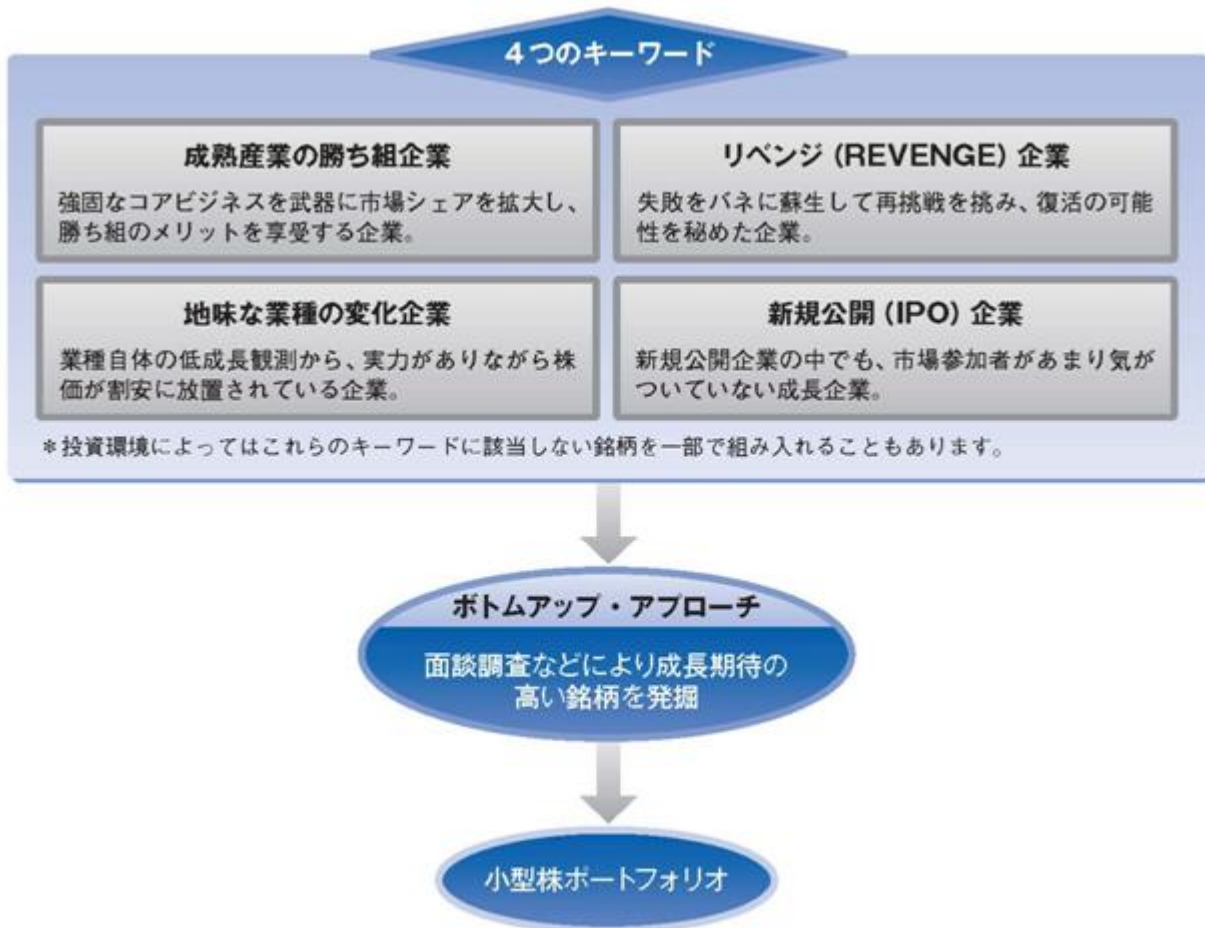 4つのキーワード
成熟産業の勝ち組企業
強固なコアビジネスを武器に市場シェアを拡大し、
勝ち組のメリットを享受する企業。
リベンジ（REVENGE）企業
失敗をバネに蘇生して再挑戦を挑み、復活の可能
性を秘めた企業。
地味な業種の変化企業
業種自体の低成長観測から、実力がありながら株
価が割安に放置されている企業。
新規公開（IPO）企業
新規公開企業の中でも、市場参加者があまり気が
ついていない成長企業。
＊投資環境によってはこれらのキーワードに該当しない銘柄を一部で組み入れることもあります。
ボトムアップ・アプローチ
面談調査などにより成長期待の
高い銘柄を発掘
小型株ポートフォリオ